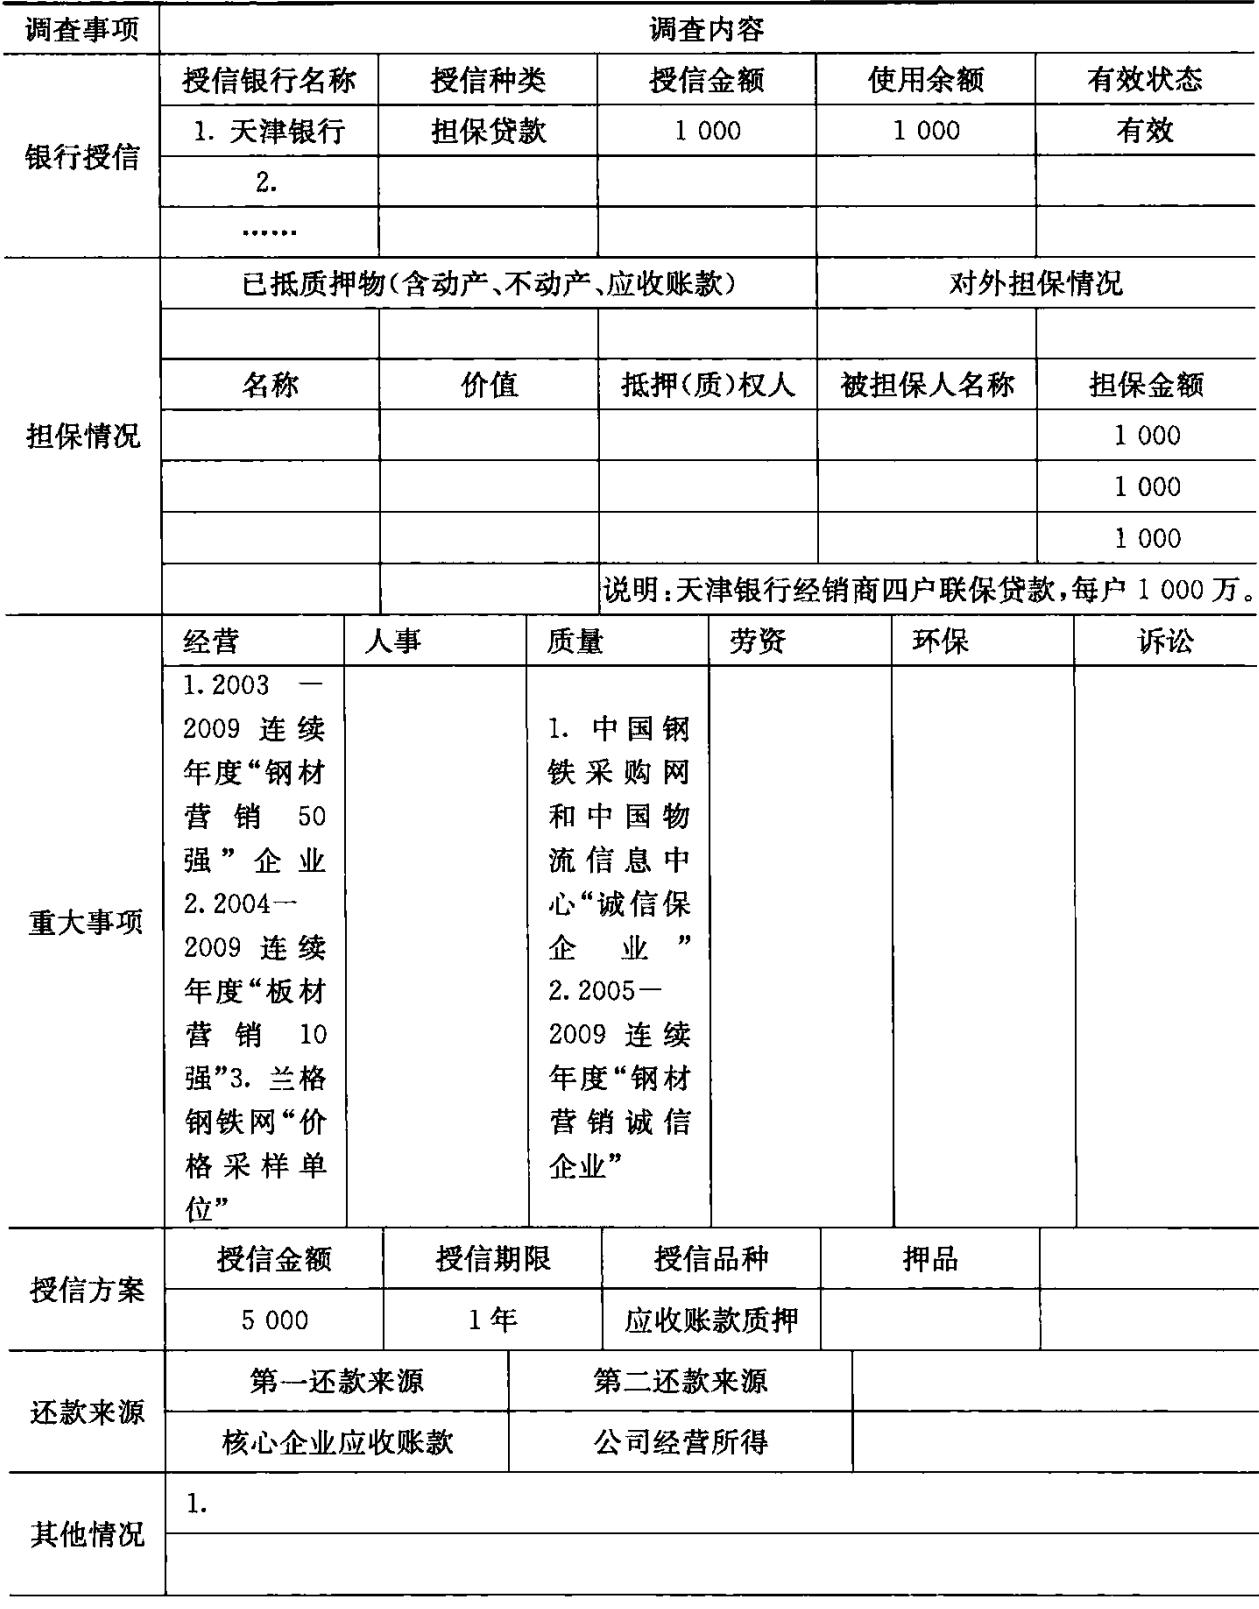 调查事项 调查内容
授信银行名称 授信种类 授信金额 使用余额 有效状态
银行授信
1. 天津银行 担保贷款 1 000 1 000 有效
2.
……
担保情况
已抵质押物(含动产、不动产、应收账款) 对外担保情况
名称 价值 抵押(质)权人 被担保人名称 担保金额
1 000
1 000
1 000
说明:天津银行经销商四户联保贷款,每户 1 000 万。
重大事项
经营 人事 质量 劳资 环保 诉讼
1.2003 —
2009 连续
年度“钢材
营销 50
强”企业
2.2004—
2009 连续
年度“板材
营销 10
强”3. 兰格
钢铁网“价
格采样单
位”
1. 中国钢
铁采购网
和中国物
流信息中
心“诚信保
企业”
2.2005—
2009 连续
年度“钢材
营销诚信
企业”
授信方案
授信金额 授信期限 授信品种 押品
5 000 1 年 应收账款质押
还款来源
第一还款来源 第二还款来源
核心企业应收账款 公司经营所得
其他情况
1.